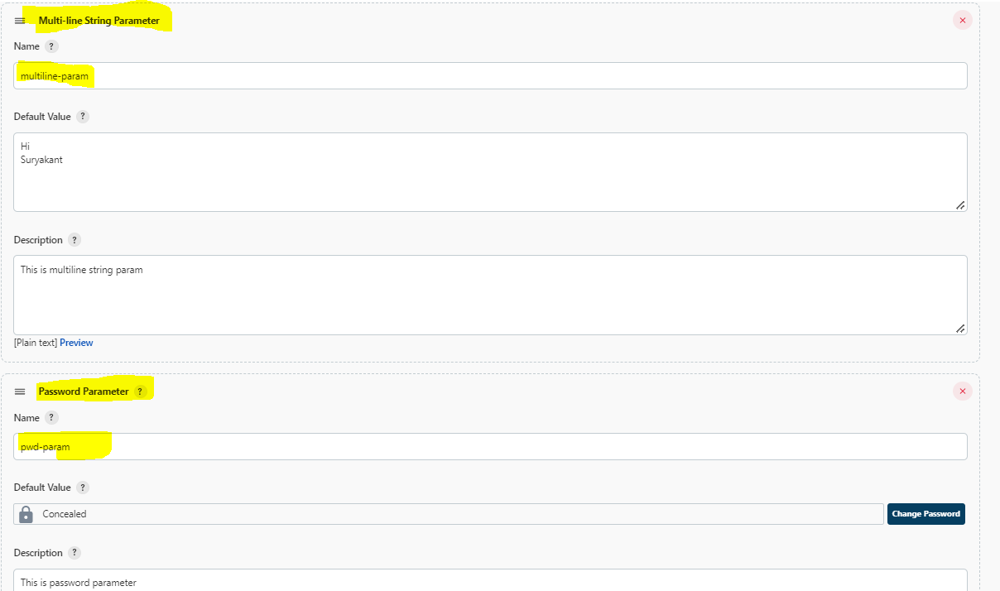 Multi-line String Parameter
Name ?
multiline-param
Default Value ?
Hi
Suryakant
Description ?
This is multiline string param
[Plain text] Preview
Password Parameter ?
Name ?
pwd-param
Default Value ?
Concealed Change Password
Description ?
This is password parameter